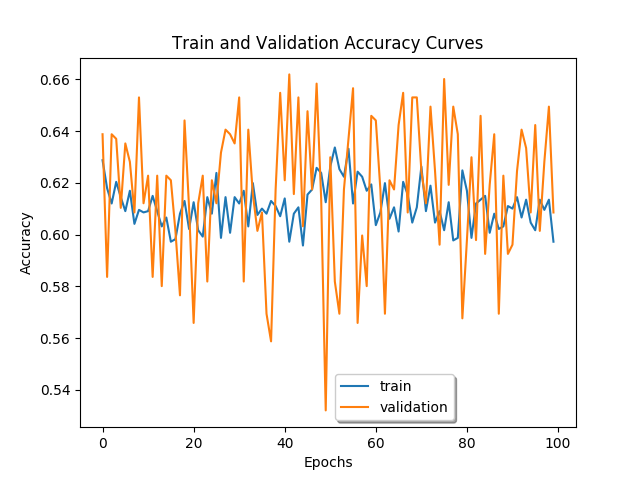 Train and Validation Accuracy Curves
0.66
0.64
0.62
0.60
0.58
0.56
0.54
Accuracy
train
validation
0 20 40 60 80 100
Epochs